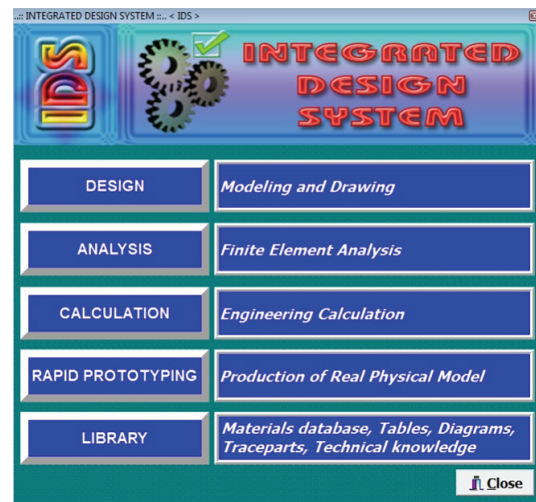 ..:: INTEGRATED DESIGN SYSTEM ::.. < IDS >
IDS
INTEGRATED
DESIGN
SYSTEM
DESIGN
Modeling and Drawing
ANALYSIS
Finite Element Analysis
CALCULATION
Engineering Calculation
RAPID PROTOTYPING
Production of Real Physical Model
LIBRARY
Materials database, Tables, Diagrams,
Traceparts, Technical knowledge
Close